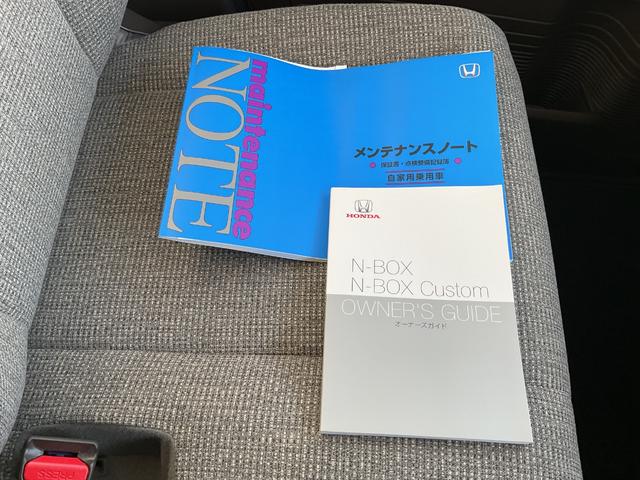 maintenance
NOTE
メンテナンスノート
保証書・点検整備記録簿
自家用乗用車
HONDA
N-BOX
N-BOX Custom
OWNER'S GUIDE
オーナーズガイド
PRESS